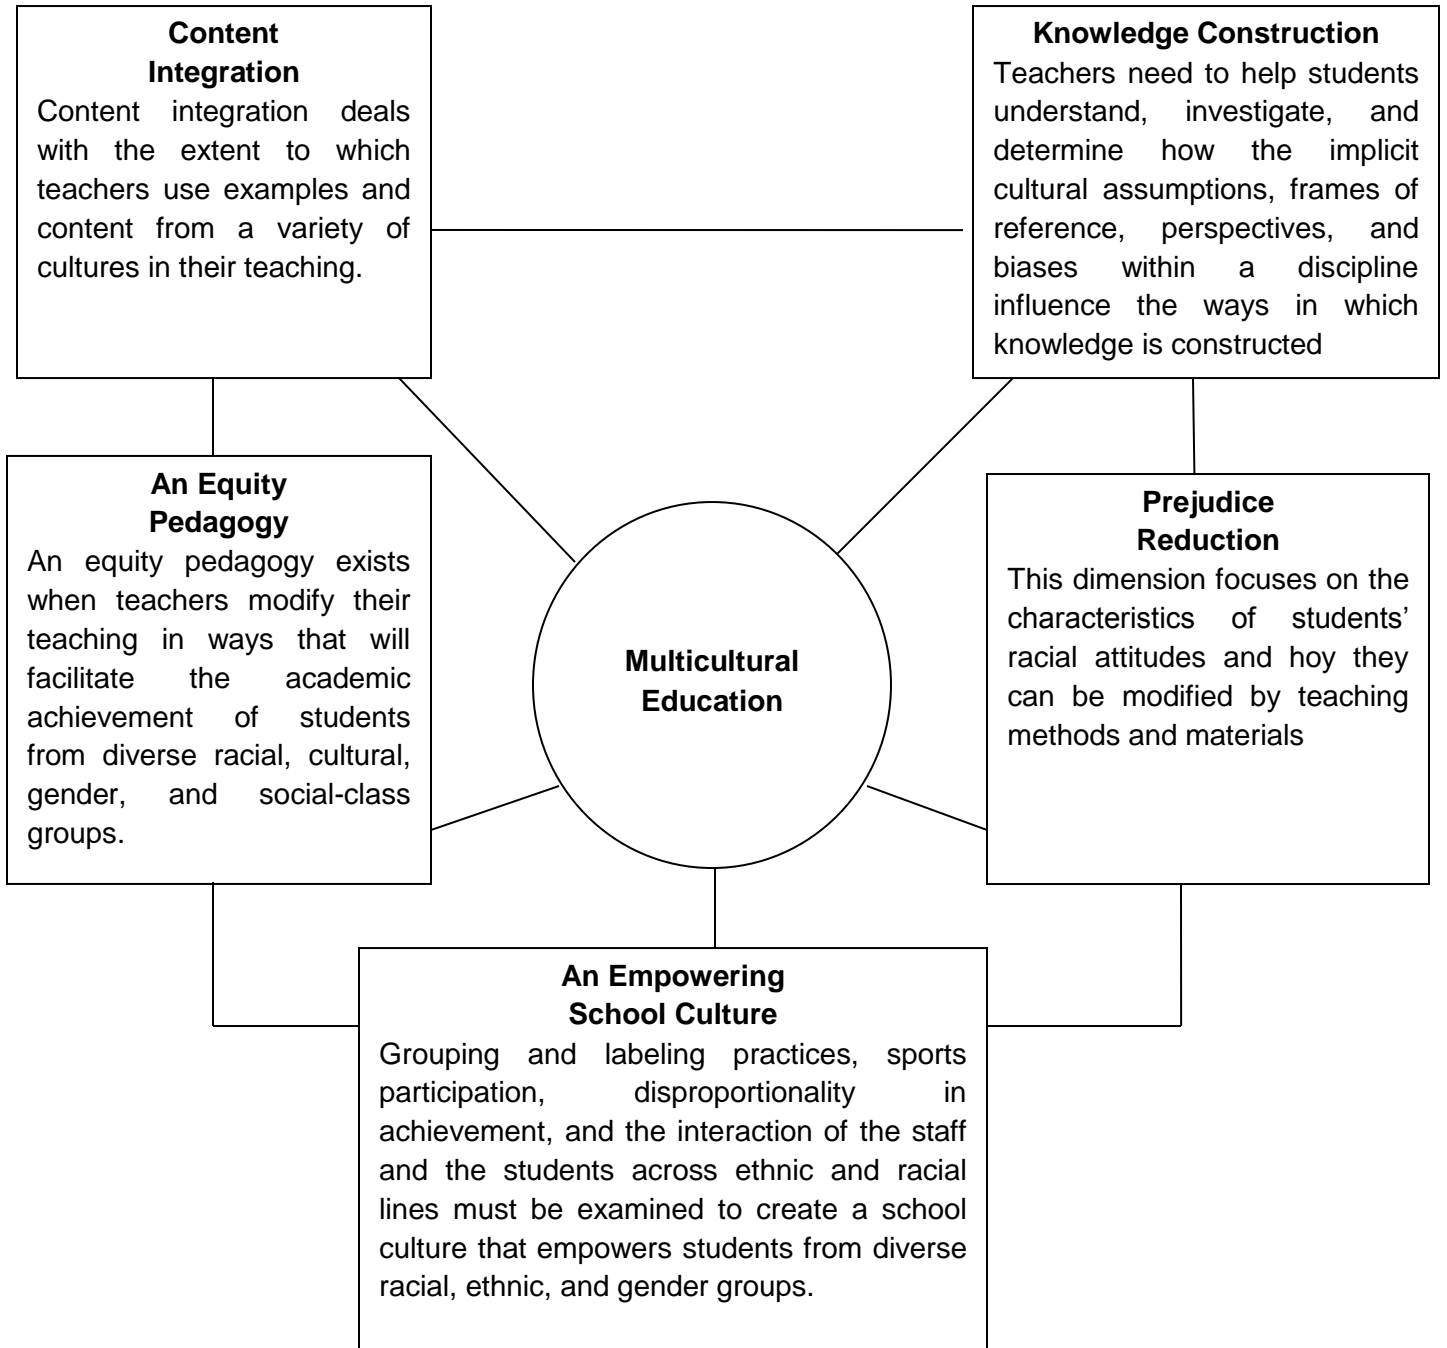 Content
Integration
Content integration deals
with the extent to which
teachers use examples and
content from a variety of
cultures in their teaching.
Knowledge Construction
Teachers need to help students
understand, investigate, and
determine how the implicit
cultural assumptions, frames of
reference, perspectives, and
biases within a discipline
influence the ways in which
knowledge is constructed
An Equity
Pedagogy
An equity pedagogy exists
when teachers modify their
teaching in ways that will
facilitate the academic
achievement of students
from diverse racial, cultural,
gender, and social-class
groups.
Multicultural
Education
Prejudice
Reduction
This dimension focuses on the
characteristics of students’
racial attitudes and hoy they
can be modified by teaching
methods and materials
An Empowering
School Culture
Grouping and labeling practices, sports
participation, disproportionality in
achievement, and the interaction of the staff
and the students across ethnic and racial
lines must be examined to create a school
culture that empowers students from diverse
racial, ethnic, and gender groups.